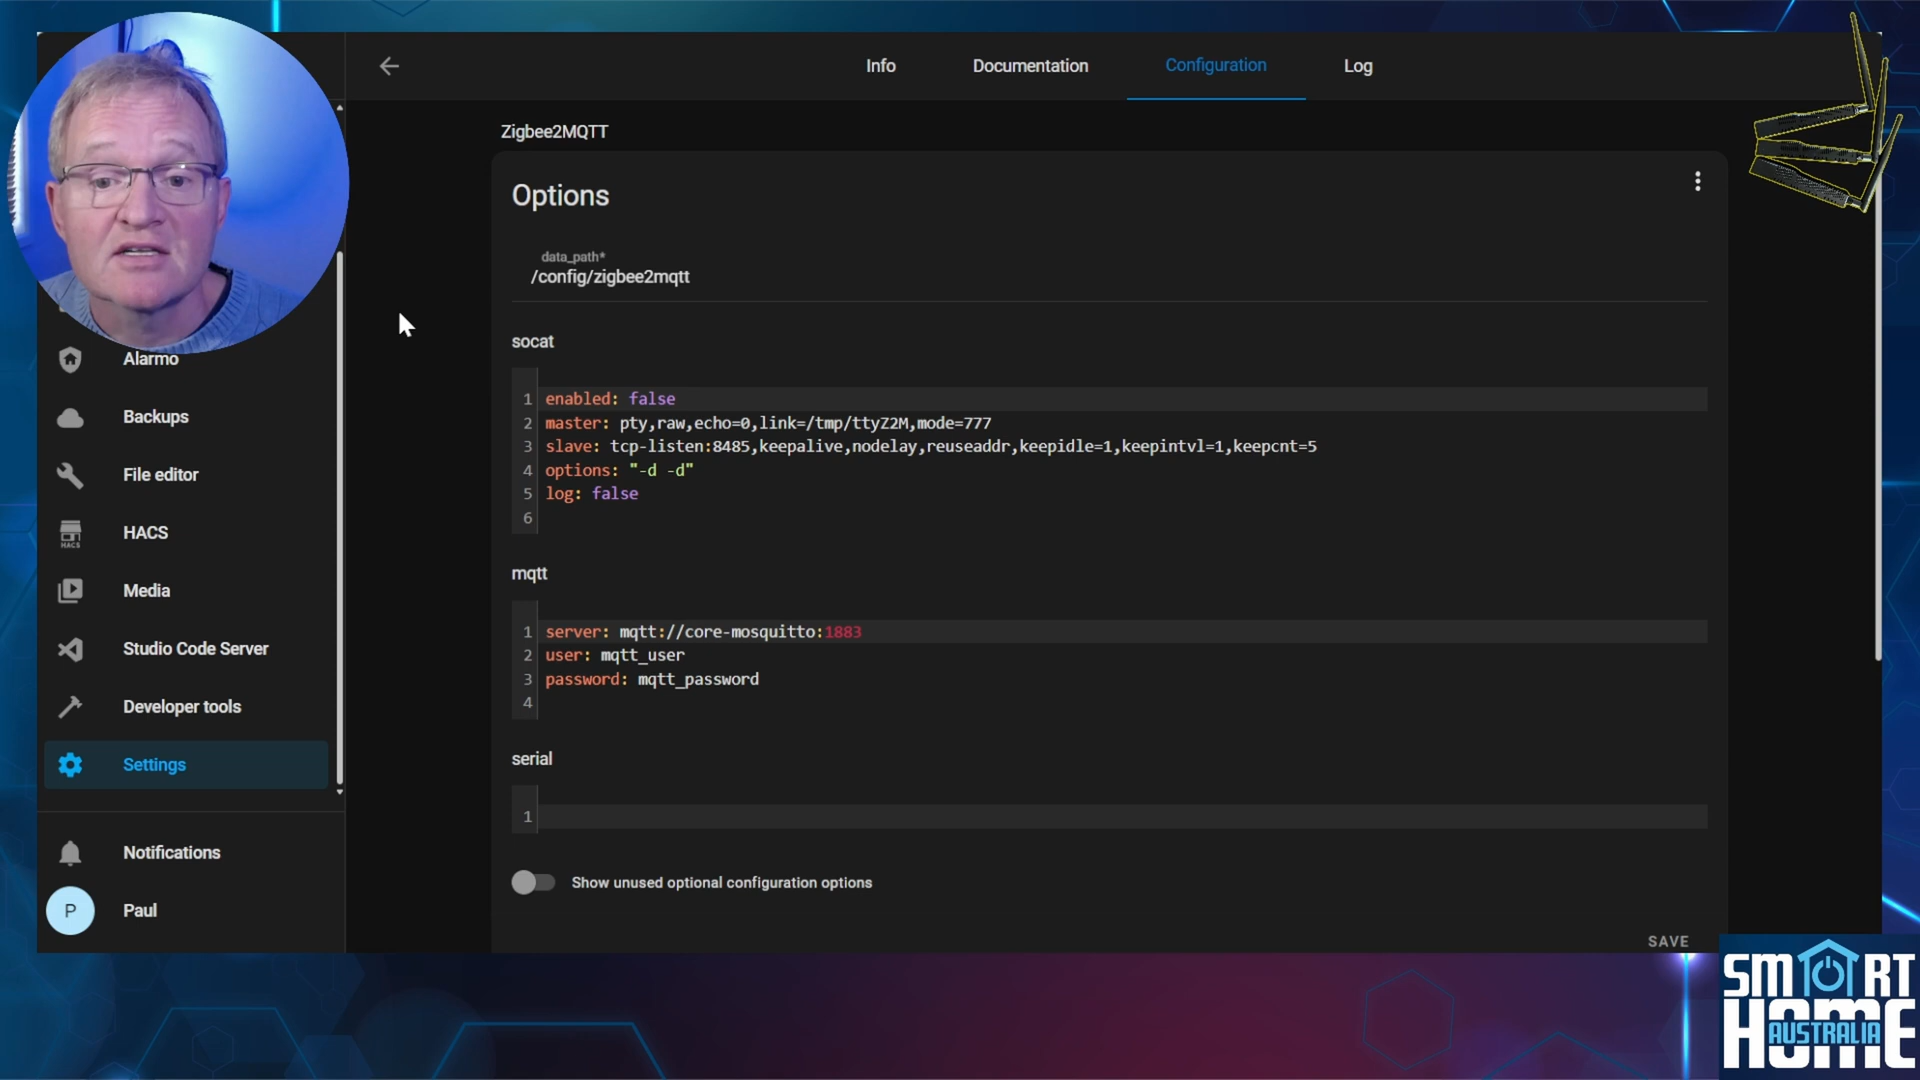 Info
Documentation
Configuration
Log
Zigbee2MQTT
Options
data_path*
/config/zigbee2mqtt
socat
1 enabled: false
2 master: pty,raw,echo=0,link=/tmp/ttyZ2M,mode=777
3 slave: tcp-listen:8485,keepalive,nodelay,reuseaddr,keepidle=1,keepintvl=1,keepcnt=5
4 options: "-d -d"
5 log: false
6
mqtt
1 server: mqtt://core-mosquitto:1883
2 user: mqtt_user
3 password: mqtt_password
4
serial
1
Show unused optional configuration options
SAVE
Alarmo
Backups
File editor
HACS
HACS
Media
Studio Code Server
Developer tools
Settings
Notifications
P
Paul
SMART
HOME
AUSTRALIA